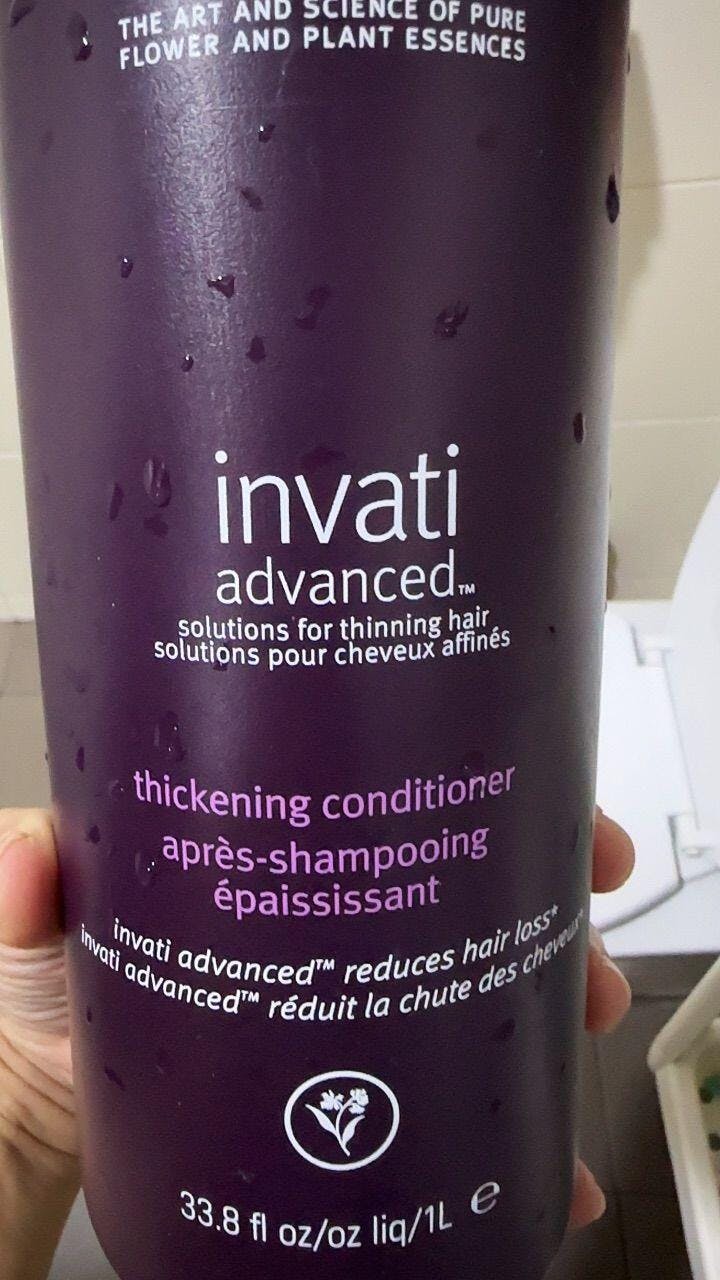 THE ART AND SCIENCE OF PURE
FLOWER AND PLANT ESSENCES
invati
advanced™
solutions for thinning hair
solutions pour cheveux affinés
thickening conditioner
après-shampooing
épaississant
invati advanced™ reduces hair loss*
invati advanced™ réduit la chute des cheveux*
33.8 fl oz/oz liq/1L ℮